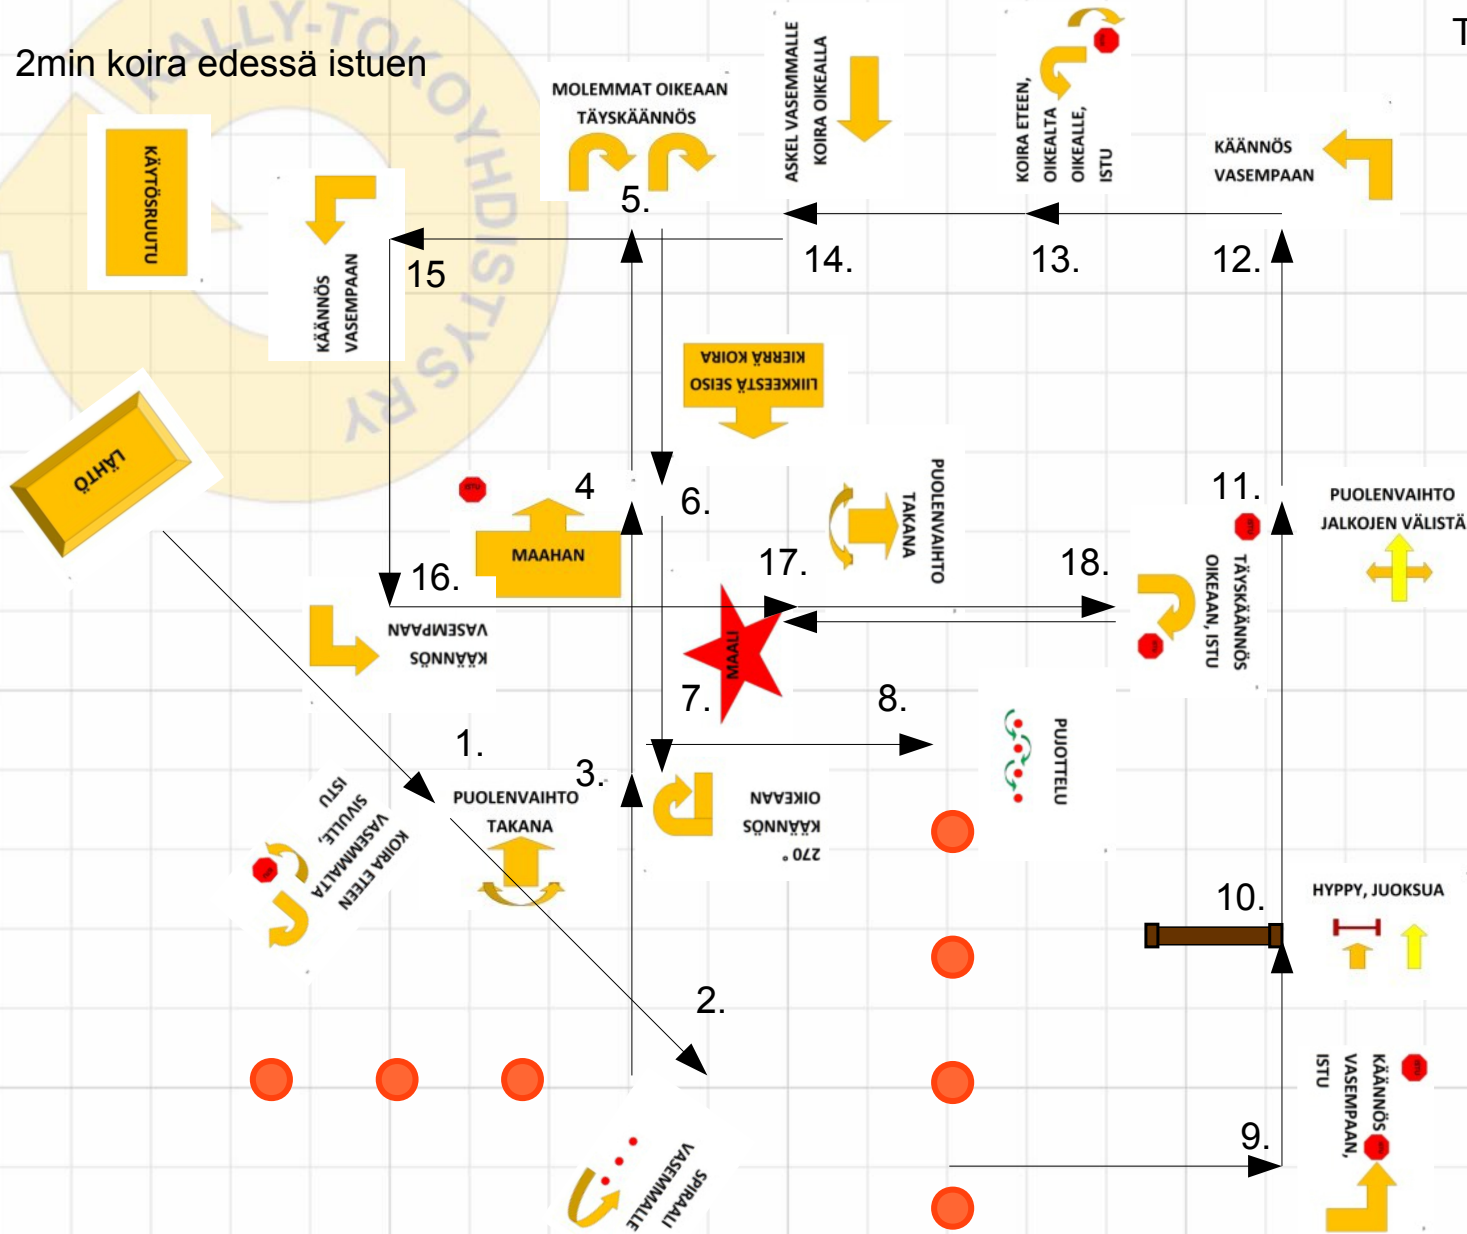 RALLY-TOKOYHDISTYS RY
2min koira edessä istuen
T
KÄYTÖSRUUTU
KÄÄNNÖS
VASEMPAAN
15
MOLEMMAT OIKEAAN
TÄYSKÄÄNNÖS
5.
ASKEL VASEMMALLE
KOIRA OIKEALLA
14.
KOIRA ETEEN,
OIKEALTA
OIKEALLE,
ISTU
13.
KÄÄNNÖS
VASEMPAAN
12.
LÄHTÖ
LIIKKEESTÄ SEISO
KIERRÄ KOIRA
6.
ISTU
4
MAAHAN
PUOLENVAIHTO
TAKANA
17.
18.
11.
PUOLENVAIHTO
JALKOJEN VÄLISTÄ
ISTU
TÄYSKÄÄNNÖS
OIKEAAN, ISTU
16.
KÄÄNNÖS
VASEMPAAN
MAALI
7.
8.
1.
3.
PUOLENVAIHTO
TAKANA
KOIRA ETEEN
VASEMMALTA
SIVULLE,
ISTU
270°
KÄÄNNÖS
OIKEAAN
PUJOTTELU
10.
HYPPY, JUOKSUA
2.
SPIRAALI
VASEMMALLE
9.
KÄÄNNÖS
VASEMPAAN,
ISTU
ISTU